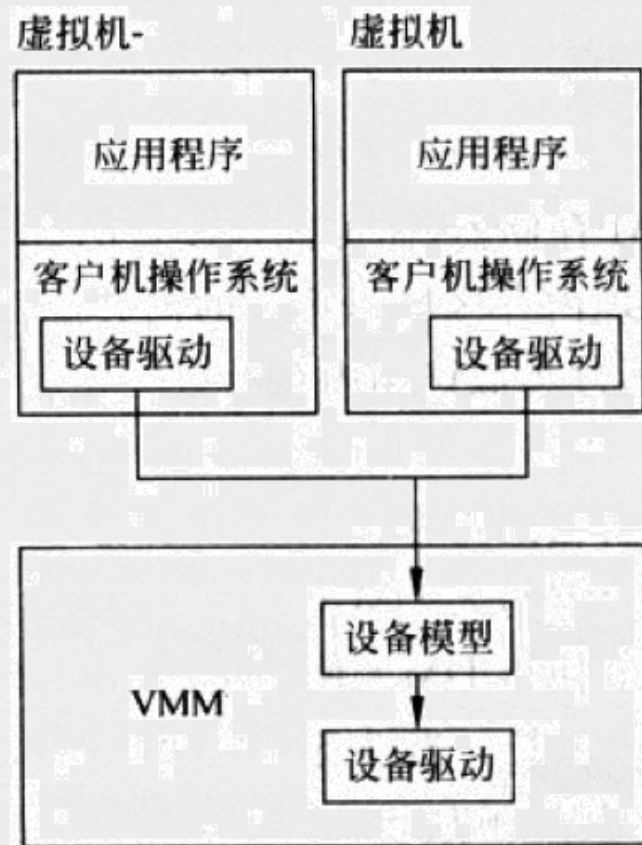 虚拟机-
虚拟机
应用程序
应用程序
客户机操作系统
客户机操作系统
设备驱动
设备驱动
设备模型
VMM
设备驱动